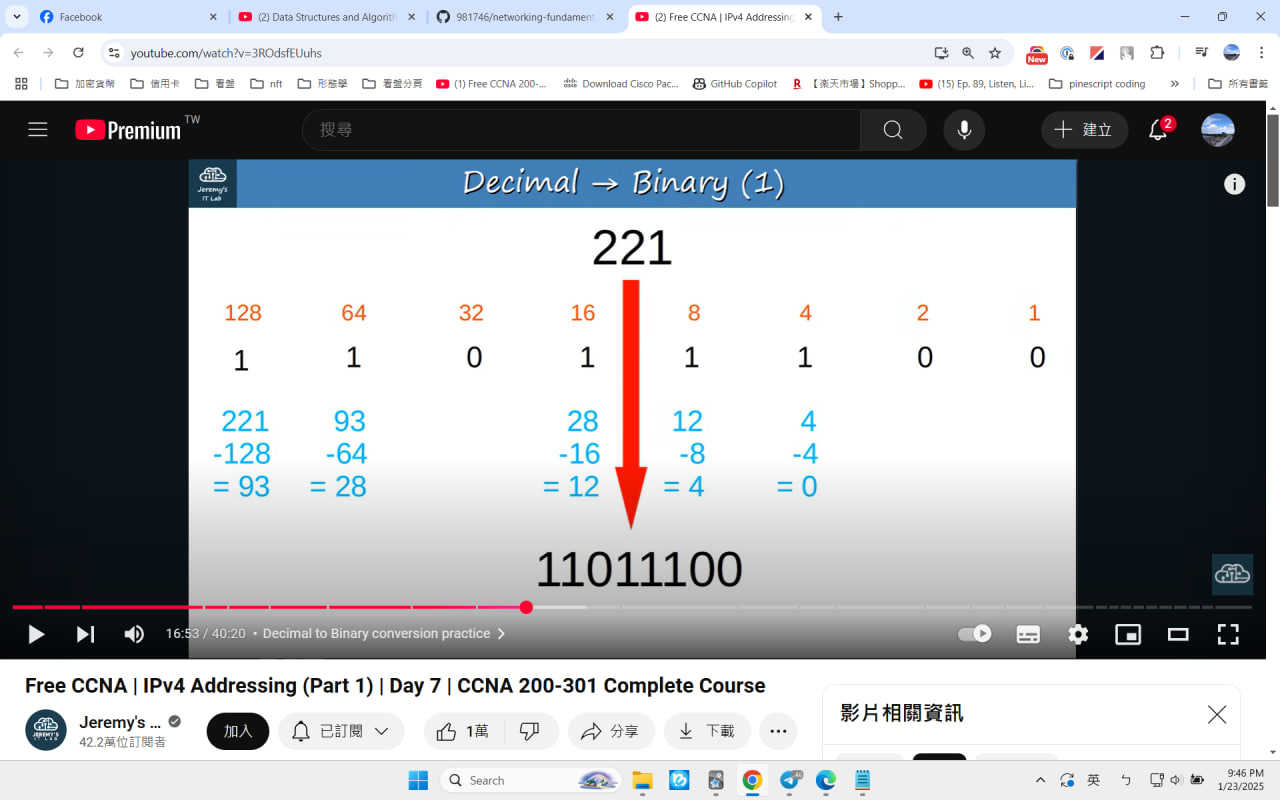 Facebook
(2) Data Structures and Algorith
981746/networking-fundament
(2) Free CCNA | IPv4 Addressing
youtube.com/watch?v=3ROdsfEUuhs
New
加密貨幣
信用卡
看盤
nft
形態學
看盤分頁
(1) Free CCNA 200-...
Download Cisco Pac...
GitHub Copilot
【楽天市場】Shopp...
(15) Ep. 89, Listen, Li...
pinescript coding
所有書籤
Premium TW
搜尋
建立
2
Jeremy's
IT Lab
Decimal → Binary (1)
221
128 64 32 16 8 4 2 1
1 1 0 1 1 1 0 0
221 93 28 12 4
-128 -64 -16 -8 -4
= 93 = 28 = 12 = 4 = 0
11011100
16:53 / 40:20 • Decimal to Binary conversion practice
Free CCNA | IPv4 Addressing (Part 1) | Day 7 | CCNA 200-301 Complete Course
JEREMY'S
IT LAB
Jeremy's ...
42.2萬位訂閱者
加入
已訂閱
1萬
分享
下載
影片相關資訊
Search
英
ㄅ
9:46 PM
1/23/2025